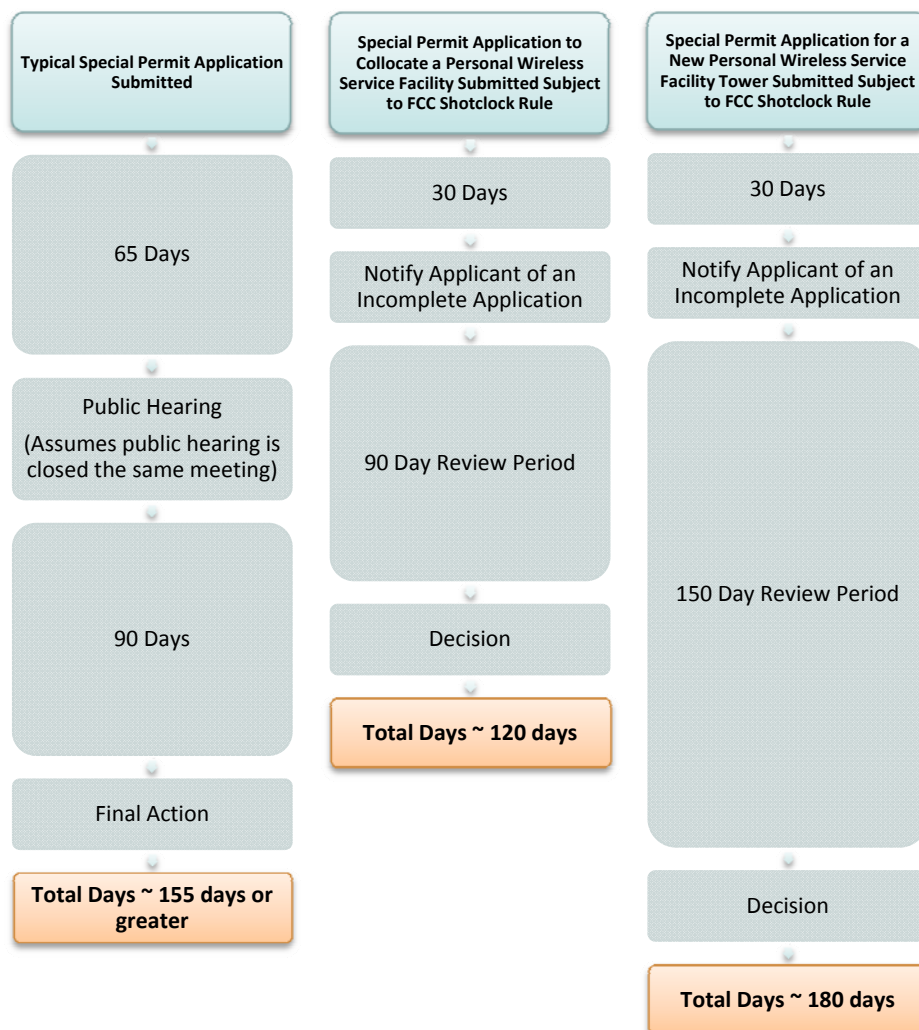 Typical Special Permit Application
Submitted
65 Days
Public Hearing
(Assumes public hearing is
closed the same meeting)
90 Days
Final Action
Total Days ~ 155 days or
greater
Special Permit Application to
Collocate a Personal Wireless
Service Facility Submitted Subject
to FCC Shotclock Rule
30 Days
Notify Applicant of an
Incomplete Application
90 Day Review Period
Decision
Total Days ~ 120 days
Special Permit Application for a
New Personal Wireless Service
Facility Tower Submitted Subject
to FCC Shotclock Rule
30 Days
Notify Applicant of an
Incomplete Application
150 Day Review Period
Decision
Total Days ~ 180 days